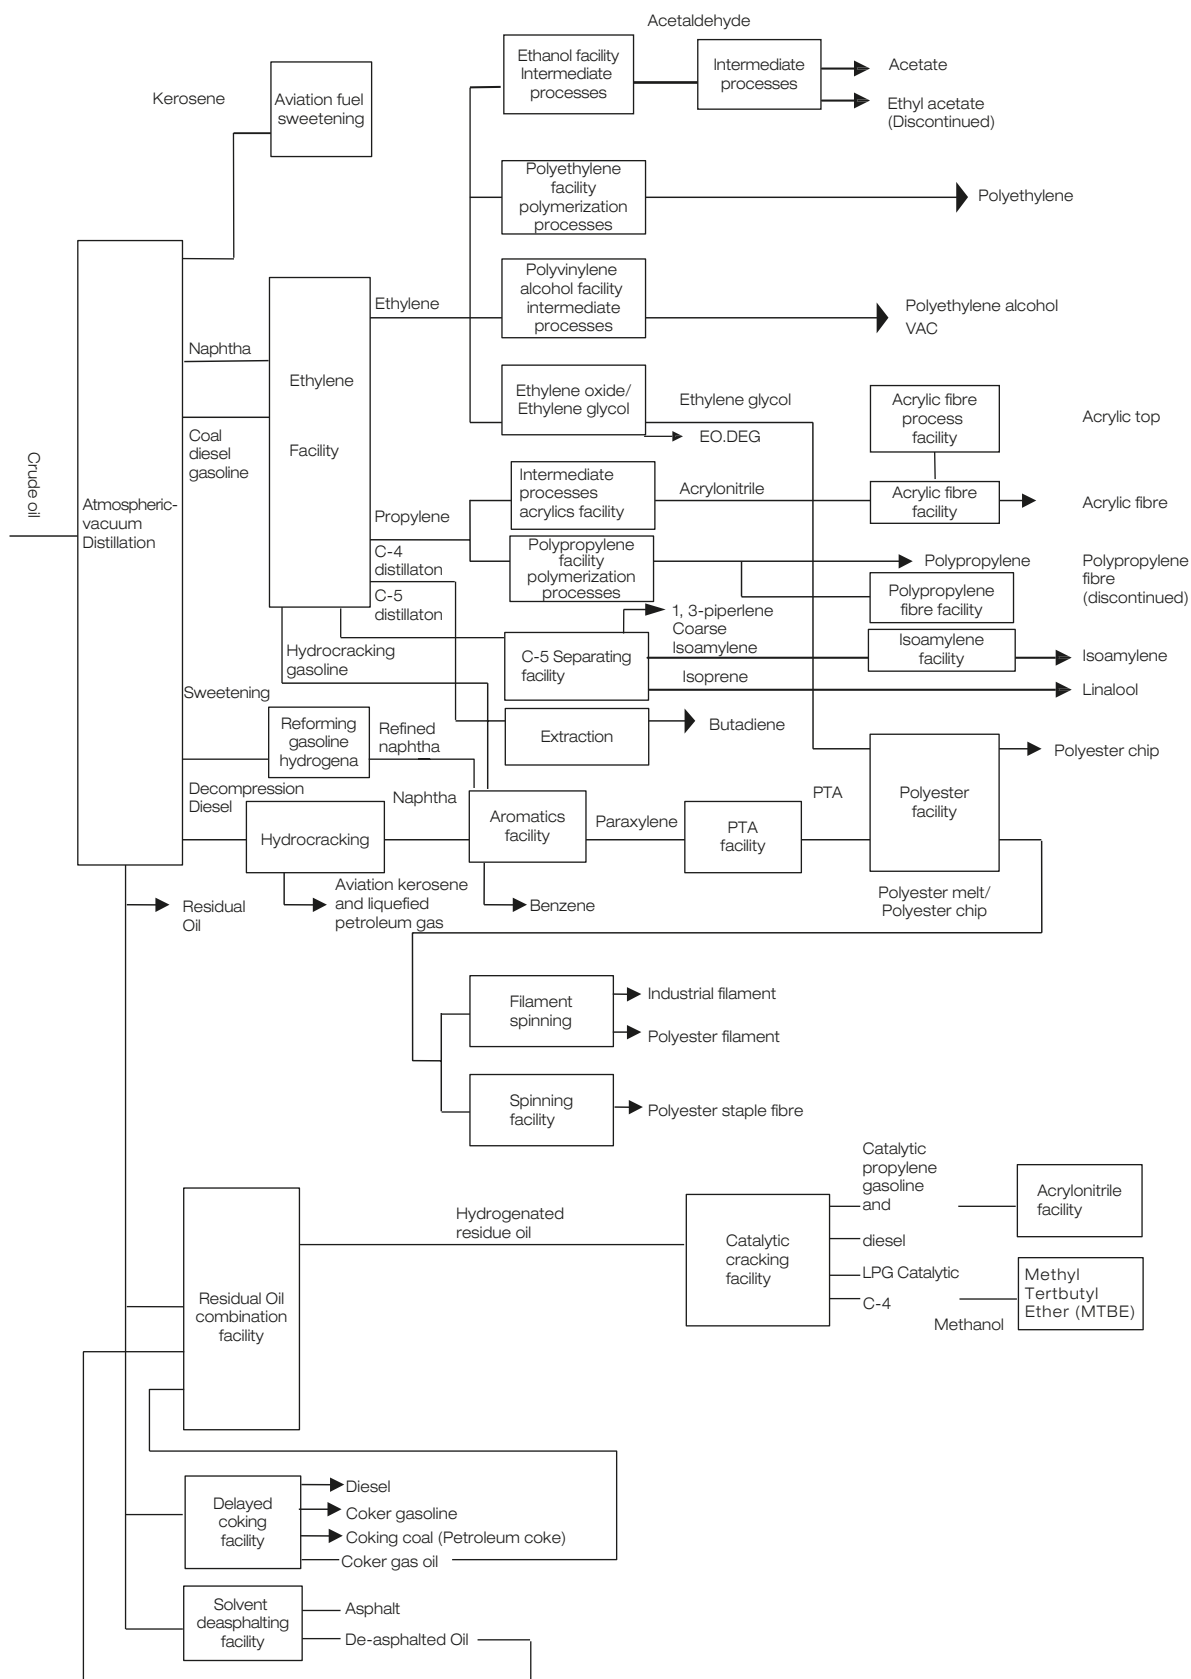 Acetaldehyde
Ethanol facility
Intermediate
processes
Intermediate
processes
Acetate
Ethyl acetate
(Discontinued)
Kerosene
Aviation fuel
sweetening
Polyethylene
facility
polymerization
processes
Polyethylene
Polyvinylene
alcohol facility
intermediate
processes
Polyethylene alcohol
VAC
Ethylene
Naphtha
Ethylene
Facility
Coal
diesel
gasoline
Ethylene oxide/
Ethylene glycol
Ethylene glycol
EO.DEG
Acrylic fibre
process
facility
Acrylic top
Crude oil
Atmospheric-
vacuum
Distillation
Intermediate
processes
acrylics facility
Acrylonitrile
Acrylic fibre
facility
Acrylic fibre
Propylene
C-4
distillaton
C-5
distillaton
Polypropylene
facility
polymerization
processes
Polypropylene
Polypropylene
fibre
(discontinued)
Polypropylene
fibre facility
1, 3-piperlene
Coarse
Isoamylene
Hydrocracking
gasoline
C-5 Separating
facility
Isoamylene
facility
Isoamylene
Isoprene
Linalool
Sweetening
Reforming
gasoline
hydrogena
Refined
naphtha
Extraction
Butadiene
Polyester chip
Decompression
Diesel
Naphtha
Hydrocracking
Aromatics
facility
Paraxylene
PTA
facility
PTA
Polyester
facility
Residual
Oil
Aviation kerosene
and liquefied
petroleum gas
Benzene
Polyester melt/
Polyester chip
Filament
spinning
Industrial filament
Polyester filament
Spinning
facility
Polyester staple fibre
Catalytic
propylene
gasoline
and
Acrylonitrile
facility
Hydrogenated
residue oil
Catalytic
cracking
facility
diesel
LPG Catalytic
C-4
Methanol
Methyl
Tertbutyl
Ether (MTBE)
Residual Oil
combination
facility
Delayed
coking
facility
Diesel
Coker gasoline
Coking coal (Petroleum coke)
Coker gas oil
Solvent
deasphalting
facility
Asphalt
De-asphalted Oil